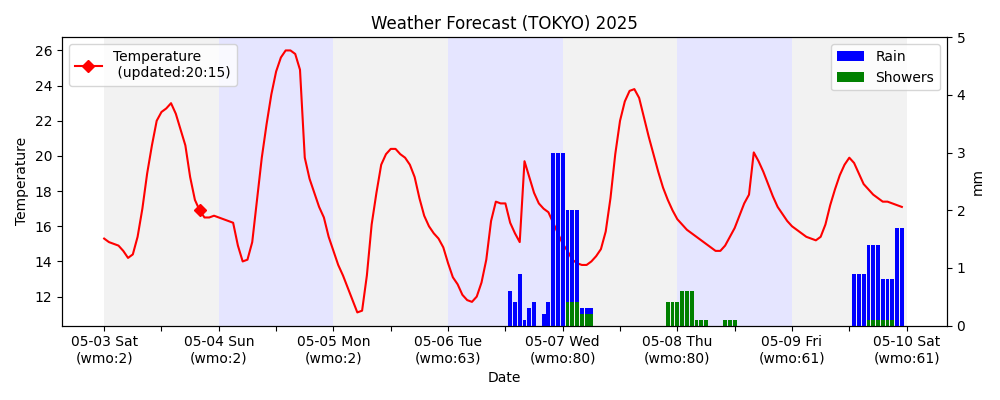 Weather Forecast (TOKYO) 2025
Temperature
(updated:20:15)
Rain
Showers
26
24
22
20
18
16
14
12
Temperature
5
4
3
2
1
0
mm
05-03 Sat
(wmo:2)
05-04 Sun
(wmo:2)
05-05 Mon
(wmo:2)
05-06 Tue
(wmo:63)
05-07 Wed
(wmo:80)
05-08 Thu
(wmo:80)
05-09 Fri
(wmo:61)
05-10 Sat
(wmo:61)
Date